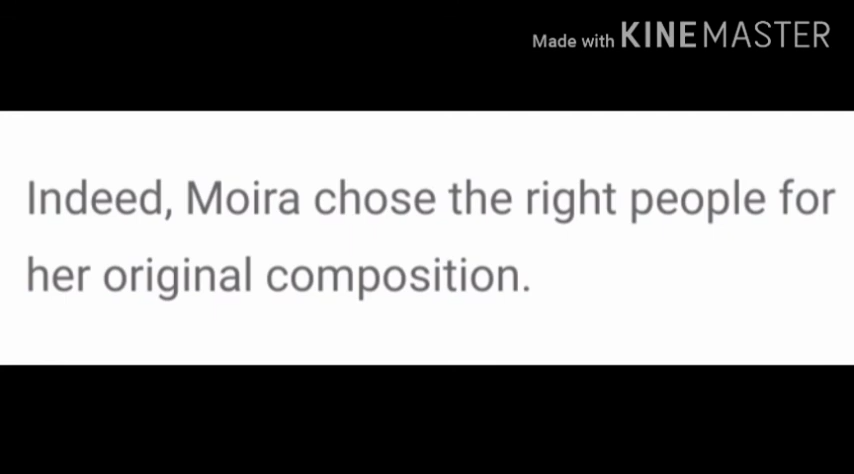 Made with KINEMASTER
Indeed, Moira chose the right people for
her original composition.